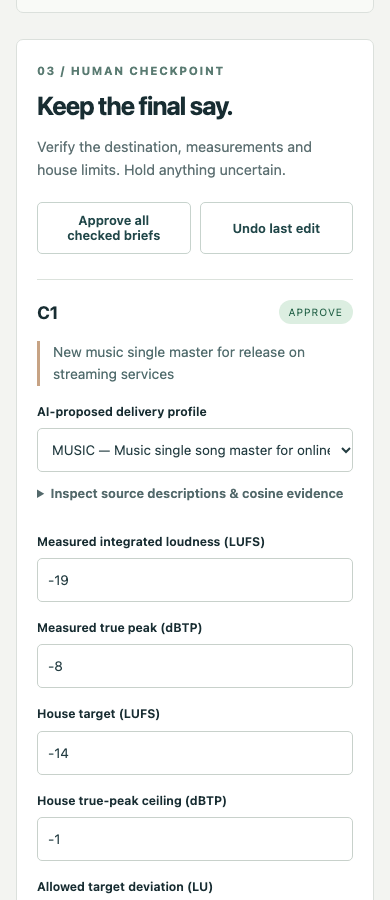 03 / HUMAN CHECKPOINT
Keep the final say.
Verify the destination, measurements and
house limits. Hold anything uncertain.
Approve all
checked briefs
Undo last edit
C1
APPROVE
New music single master for release on
streaming services
AI-proposed delivery profile
MUSIC — Music single song master for online
Inspect source descriptions & cosine evidence
Measured integrated loudness (LUFS)
-19
Measured true peak (dBTP)
-8
House target (LUFS)
-14
House true-peak ceiling (dBTP)
-1
Allowed target deviation (LU)